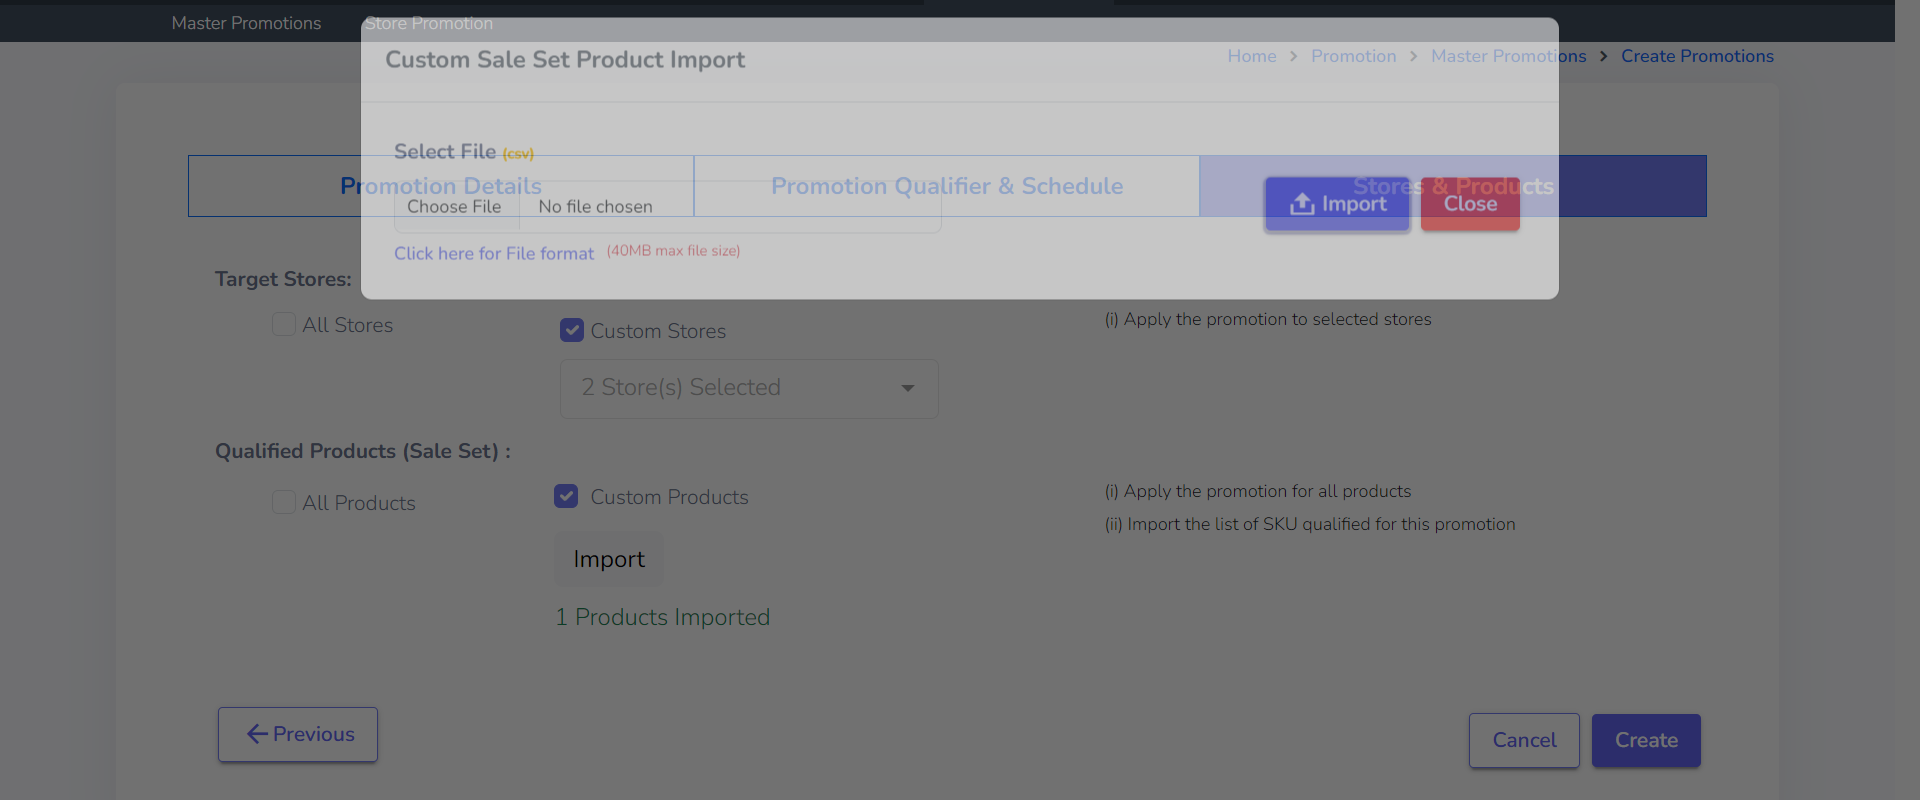 Master Promotions
Store Promotion
Custom Sale Set Product Import
Home > Promotion > Master Promotions > Create Promotions
Select File (csv)
Promotion Details
Promotion Qualifier & Schedule
Stores & Products
Choose File No file chosen
Import
Close
Click here for File format (40MB max file size)
Target Stores:
All Stores
Custom Stores
(i) Apply the promotion to selected stores
2 Store(s) Selected
Qualified Products (Sale Set) :
All Products
Custom Products
(i) Apply the promotion for all products
(ii) Import the list of SKU qualified for this promotion
Import
1 Products Imported
Previous
Cancel
Create